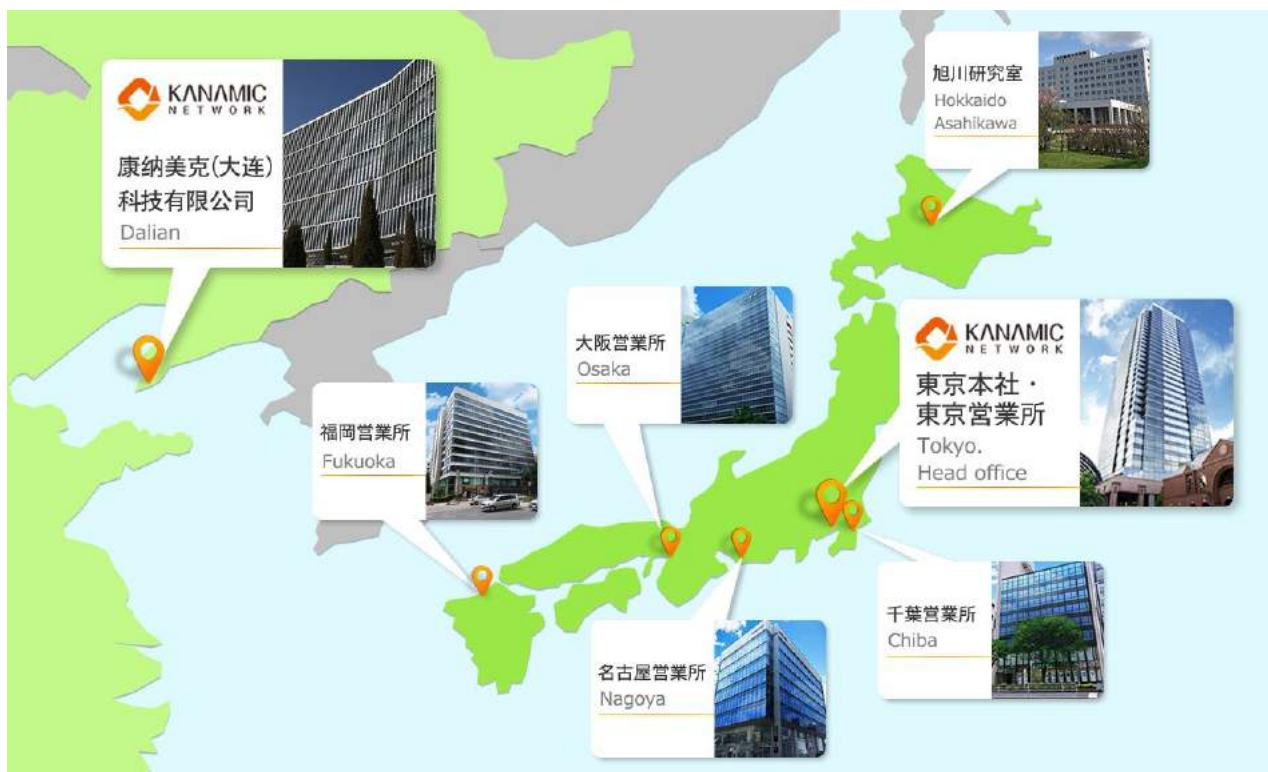 KANAMIC
NETWORK
康纳美克(大连)
科技有限公司
Dalian
旭川研究室
Hokkaido
Asahikawa
大阪営業所
Osaka
KANAMIC
NETWORK
東京本社・
東京営業所
Tokyo.
Head office
福岡営業所
Fukuoka
千葉営業所
Chiba
名古屋営業所
Nagoya